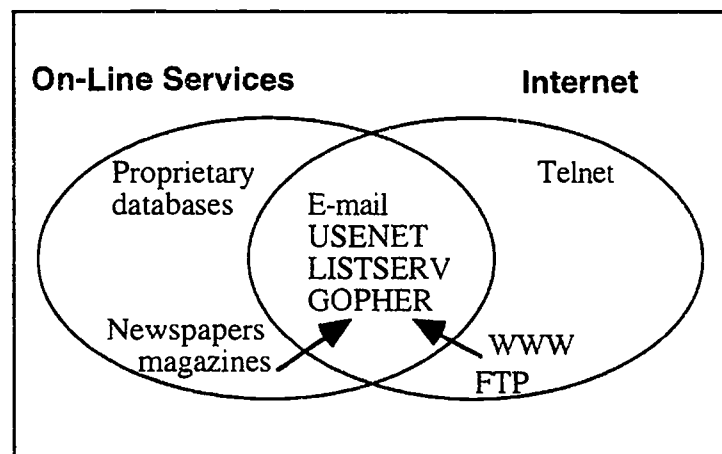 On-Line Services
Internet
Proprietary
databases
Telnet
E-mail
USENET
LISTSERV
GOPHER
Newspapers
magazines
WWW
FTP